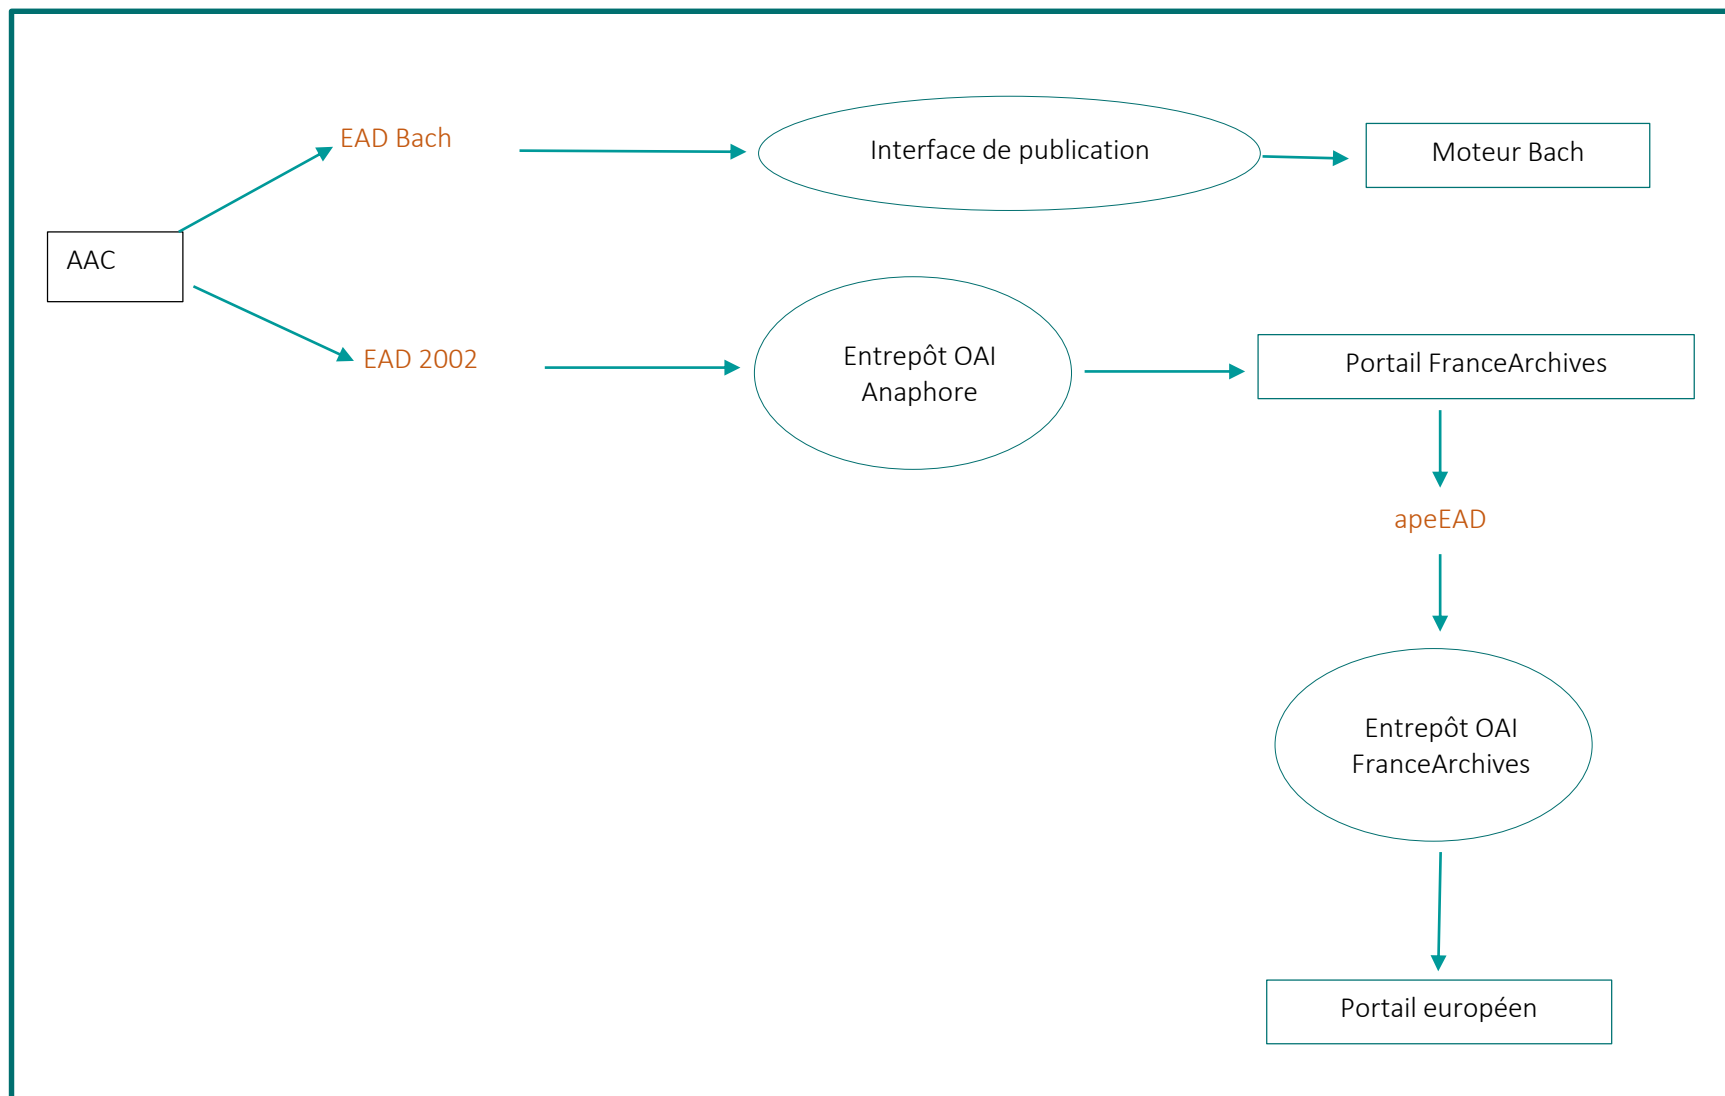 EAD Bach
Interface de publication
Moteur Bach
AAC
EAD 2002
Entrepôt OAI
Anaphore
Portail FranceArchives
apeEAD
Entrepôt OAI
FranceArchives
Portail européen